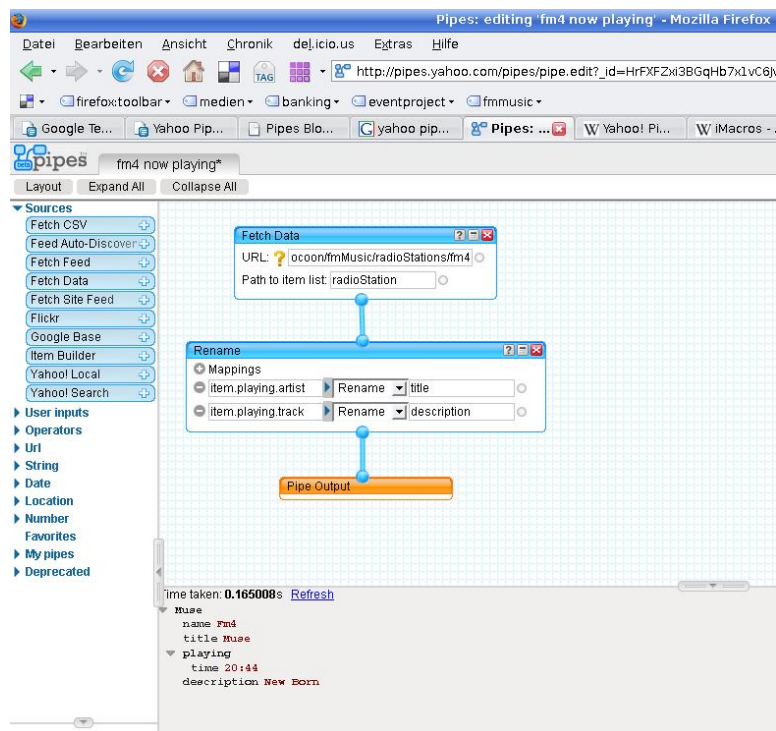 Pipes: editing 'fm4 now playing' - Mozilla Firefox
Datei Bearbeiten Ansicht Chronik del.icio.us Extras Hilfe
TAG http://pipes.yahoo.com/pipes/pipe.edit?_id=HrFXFZxi3BGqHb7x1vC6Jv
firefox:toolbar medien banking eventproject fmmusic
Google Te... Yahoo Pip... Pipes Blo... yahoo pip... Pipes: ... Yahoo! Pi... iMacros - .
pipes beta fm4 now playing*
Layout Expand All Collapse All
Sources
Fetch CSV
Feed Auto-Discover
Fetch Feed
Fetch Data
Fetch Site Feed
Flickr
Google Base
Item Builder
Yahoo! Local
Yahoo! Search
User inputs
Operators
Url
String
Date
Location
Number
Favorites
My pipes
Deprecated
Fetch Data
URL: ocoon/fmMusic/radioStations/fm4
Path to item list: radioStation
Rename
Mappings
item.playing.artist Rename title
item.playing.track Rename description
Pipe Output
Time taken: 0.165008s Refresh
Muse
name Fm4
title Muse
playing
time 20:44
description New Born